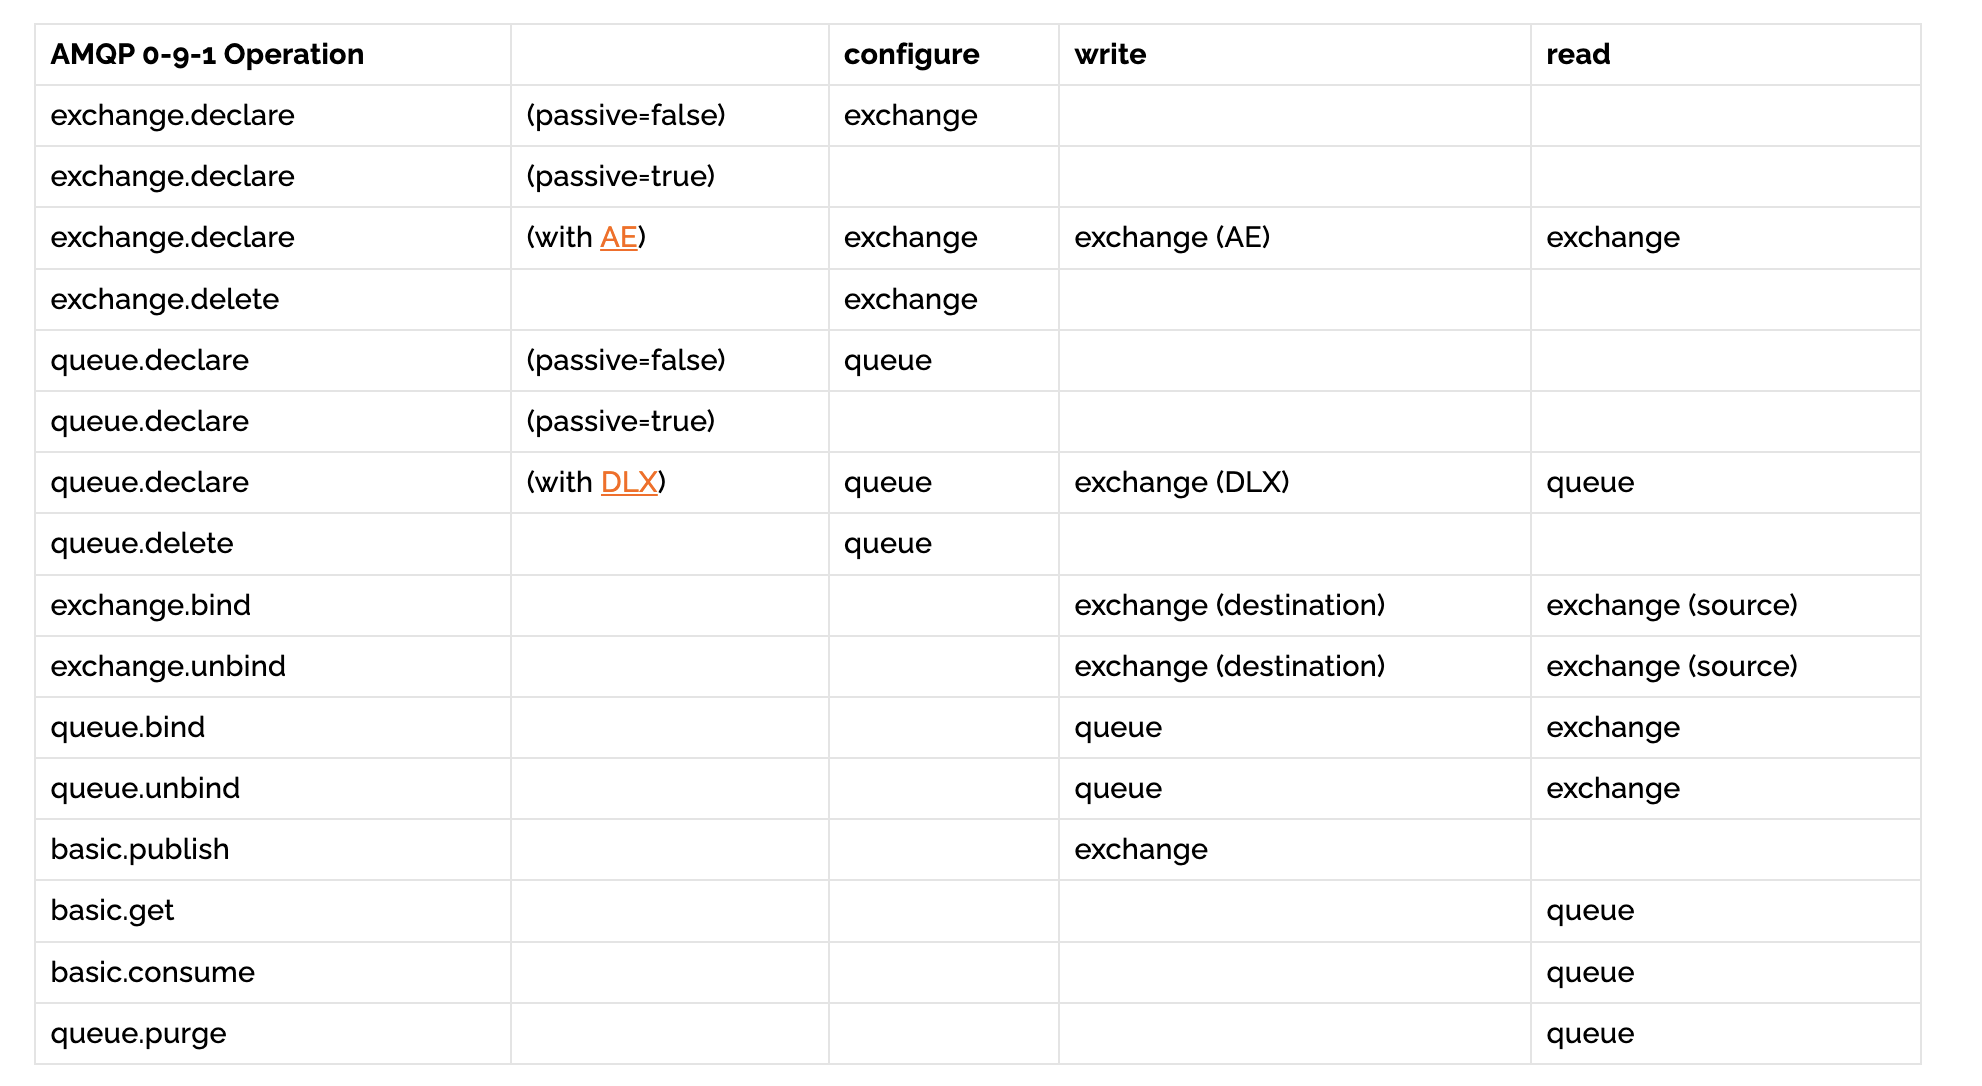 AMQP 0-9-1 Operation configure write read
exchange.declare (passive=false) exchange
exchange.declare (passive=true)
exchange.declare (with AE) exchange exchange (AE) exchange
exchange.delete exchange
queue.declare (passive=false) queue
queue.declare (passive=true)
queue.declare (with DLX) queue exchange (DLX) queue
queue.delete queue
exchange.bind exchange (destination) exchange (source)
exchange.unbind exchange (destination) exchange (source)
queue.bind queue exchange
queue.unbind queue exchange
basic.publish exchange
basic.get queue
basic.consume queue
queue.purge queue